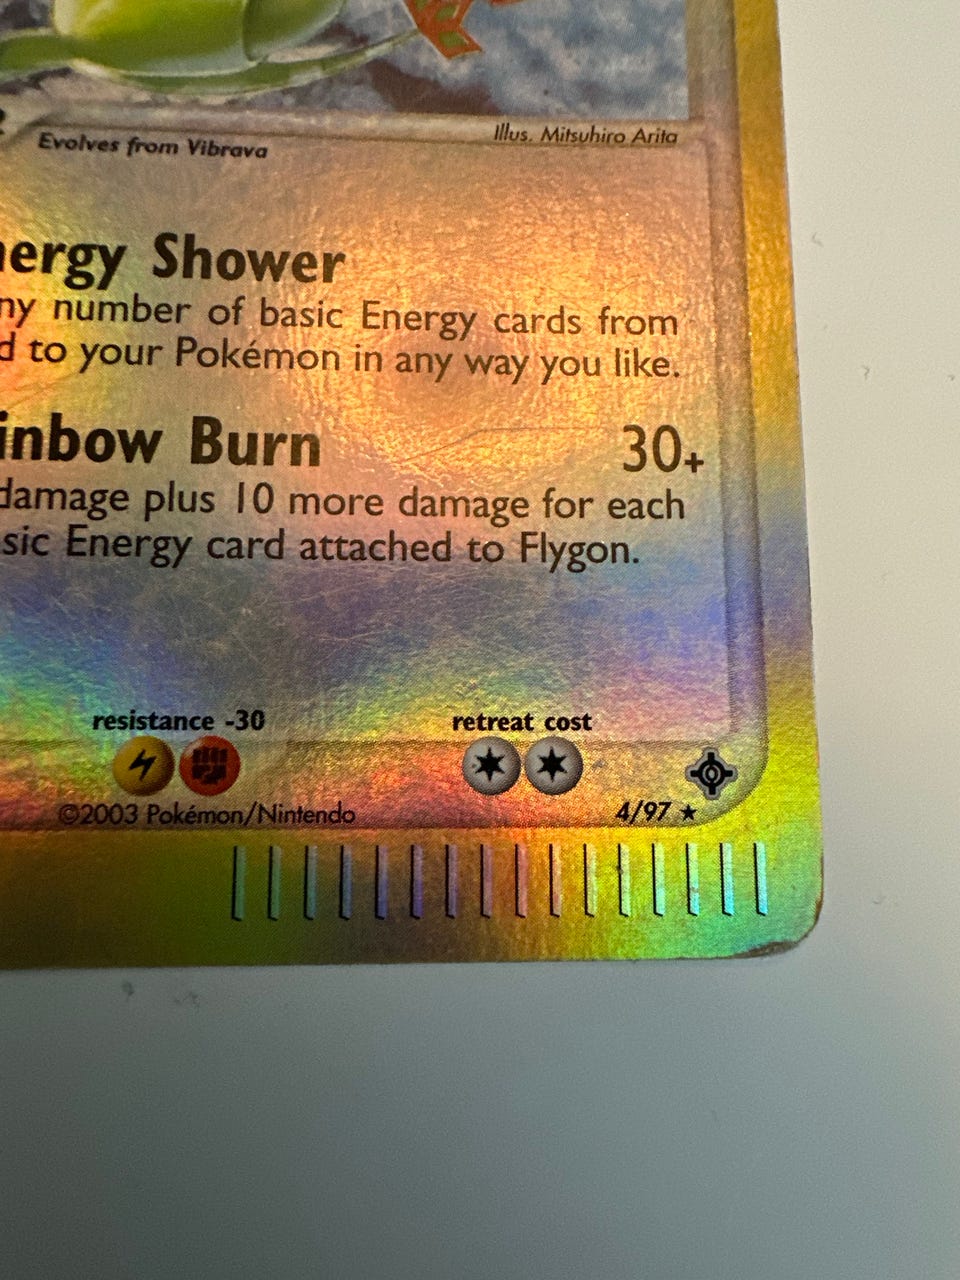 Evolves from Vibrava
Illus. Mitsuhiro Arita
nergy Shower
ny number of basic Energy cards from
d to your Pokémon in any way you like.
inbow Burn 30+
damage plus 10 more damage for each
sic Energy card attached to Flygon.
resistance -30 retreat cost
©2003 Pokémon/Nintendo 4/97 ★